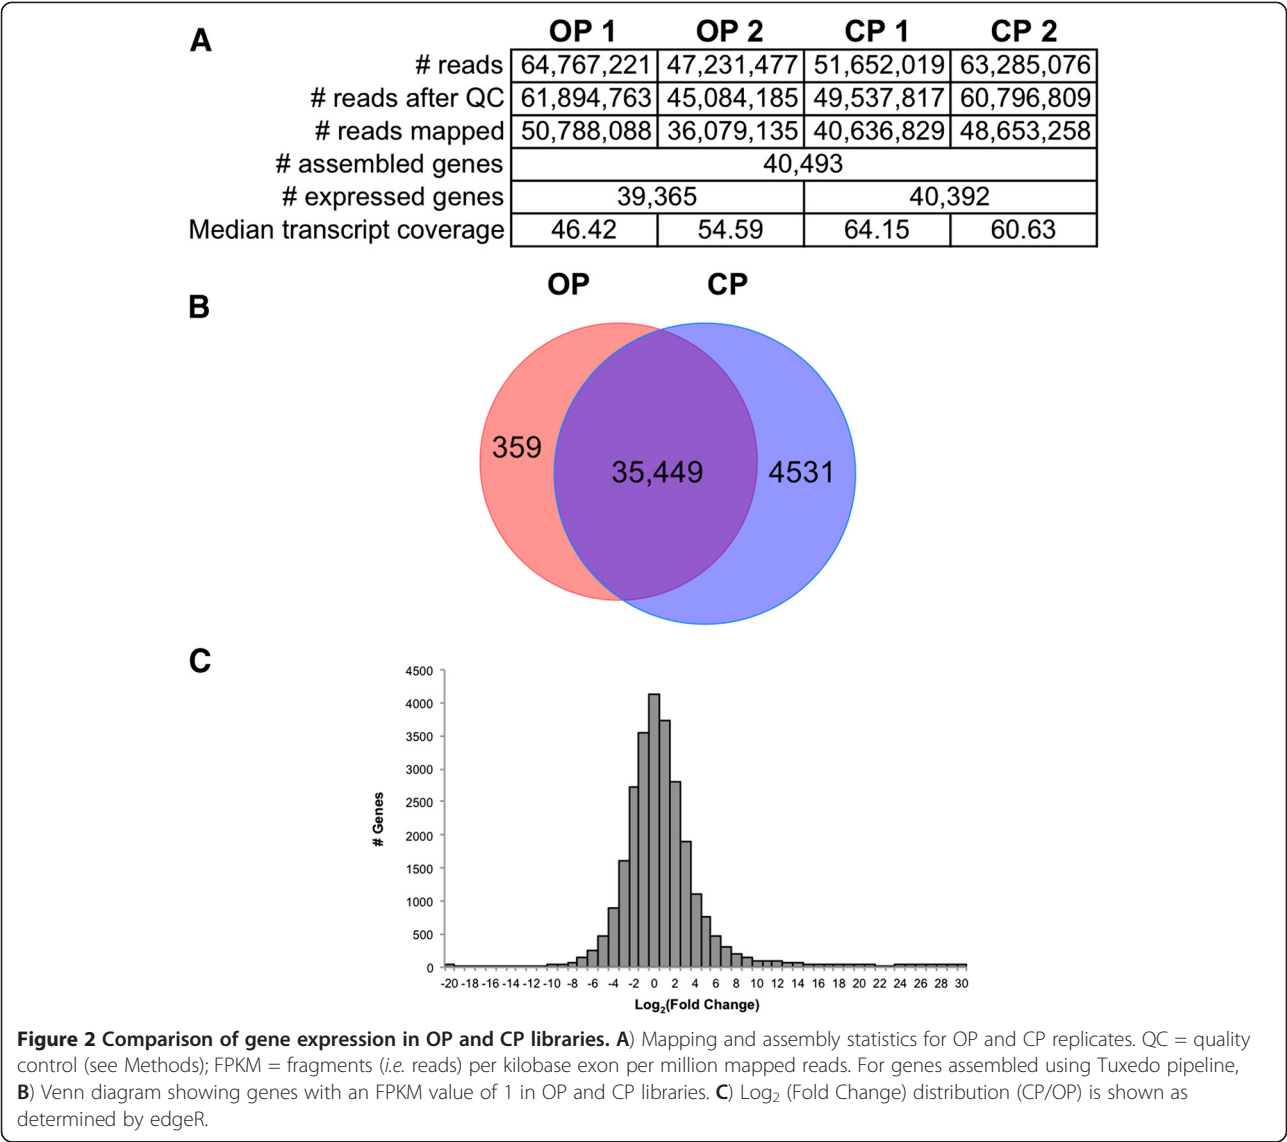 A
OP 1 OP 2 CP 1 CP 2
# reads 64,767,221 47,231,477 51,652,019 63,285,076
# reads after QC 61,894,763 45,084,185 49,537,817 60,796,809
# reads mapped 50,788,088 36,079,135 40,636,829 48,653,258
# assembled genes 40,493
# expressed genes 39,365 40,392
Median transcript coverage 46.42 54.59 64.15 60.63
B
OP CP
359 35,449 4531
C
4500
4000
3500
3000
2500
2000
1500
1000
500
0
# Genes
-20 -18 -16 -14 -12 -10 -8 -6 -4 -2 0 2 4 6 8 10 12 14 16 18 20 22 24 26 28 30
Log2(Fold Change)
Figure 2 Comparison of gene expression in OP and CP libraries. A) Mapping and assembly statistics for OP and CP replicates. QC = quality
control (see Methods); FPKM = fragments (i.e. reads) per kilobase exon per million mapped reads. For genes assembled using Tuxedo pipeline,
B) Venn diagram showing genes with an FPKM value of 1 in OP and CP libraries. C) Log2 (Fold Change) distribution (CP/OP) is shown as
determined by edgeR.